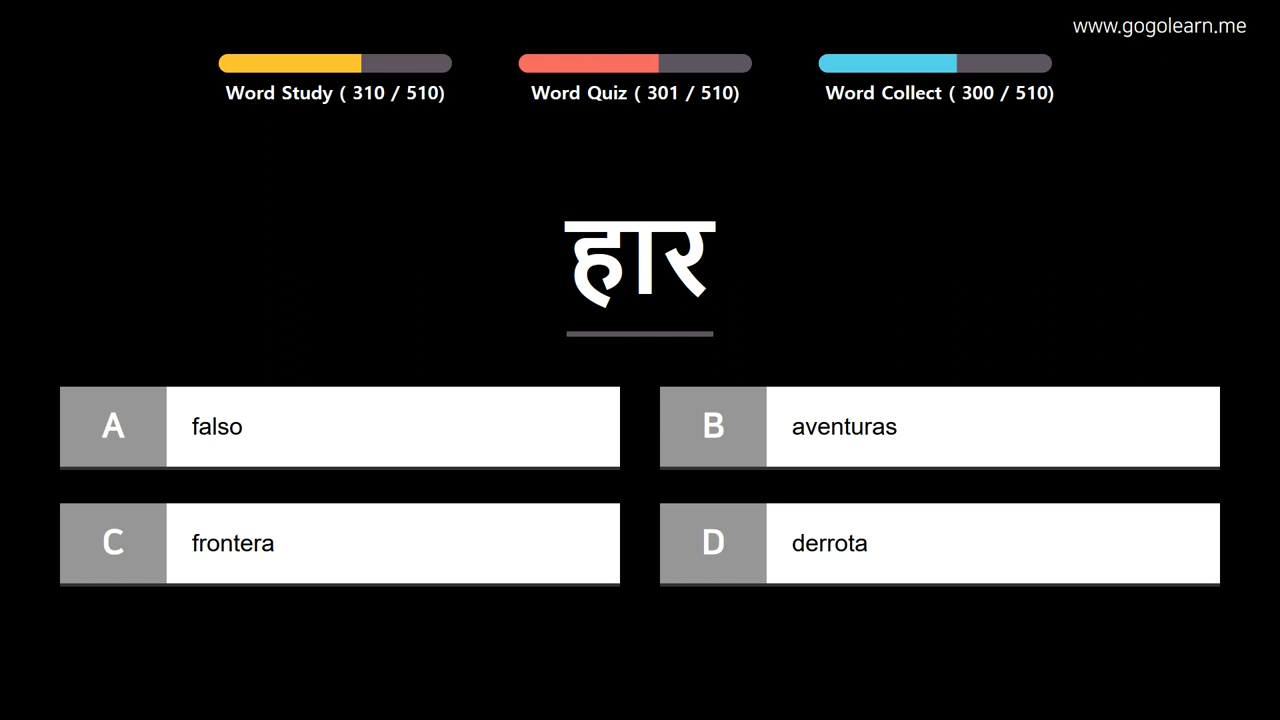 www.gogolearn.me
Word Study ( 310 / 510)
Word Quiz ( 301 / 510)
Word Collect ( 300 / 510)
हार
A falso
B aventuras
C frontera
D derrota